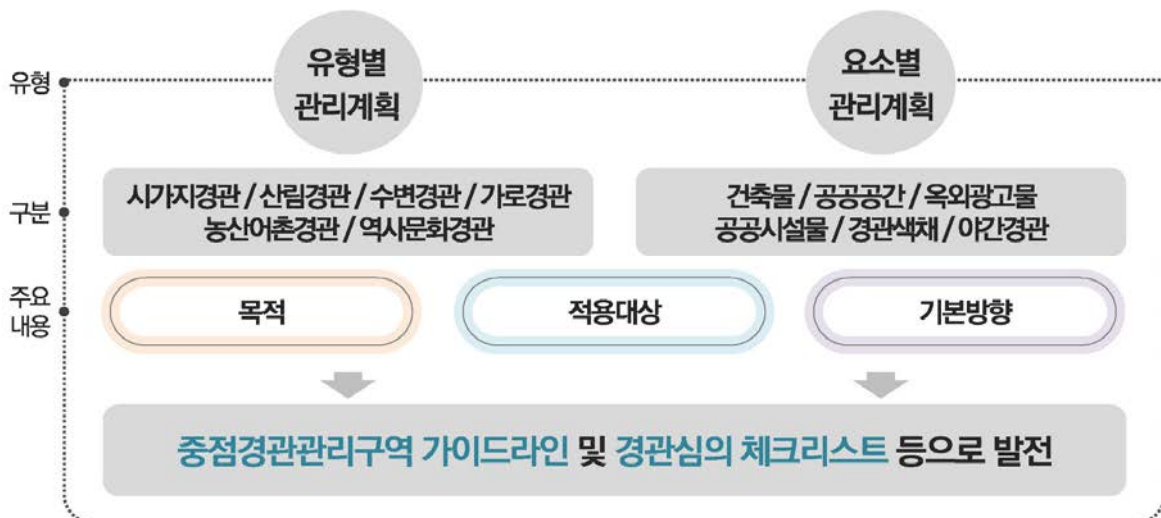 유형
유형별
관리계획
요소별
관리계획
구분
시가지경관 / 산림경관 / 수변경관 / 가로경관
농산어촌경관 / 역사문화경관
건축물 / 공공공간 / 옥외광고물
공공시설물 / 경관색채 / 야간경관
주요
내용
목적
적용대상
기본방향
중점경관관리구역 가이드라인 및 경관심의 체크리스트 등으로 발전